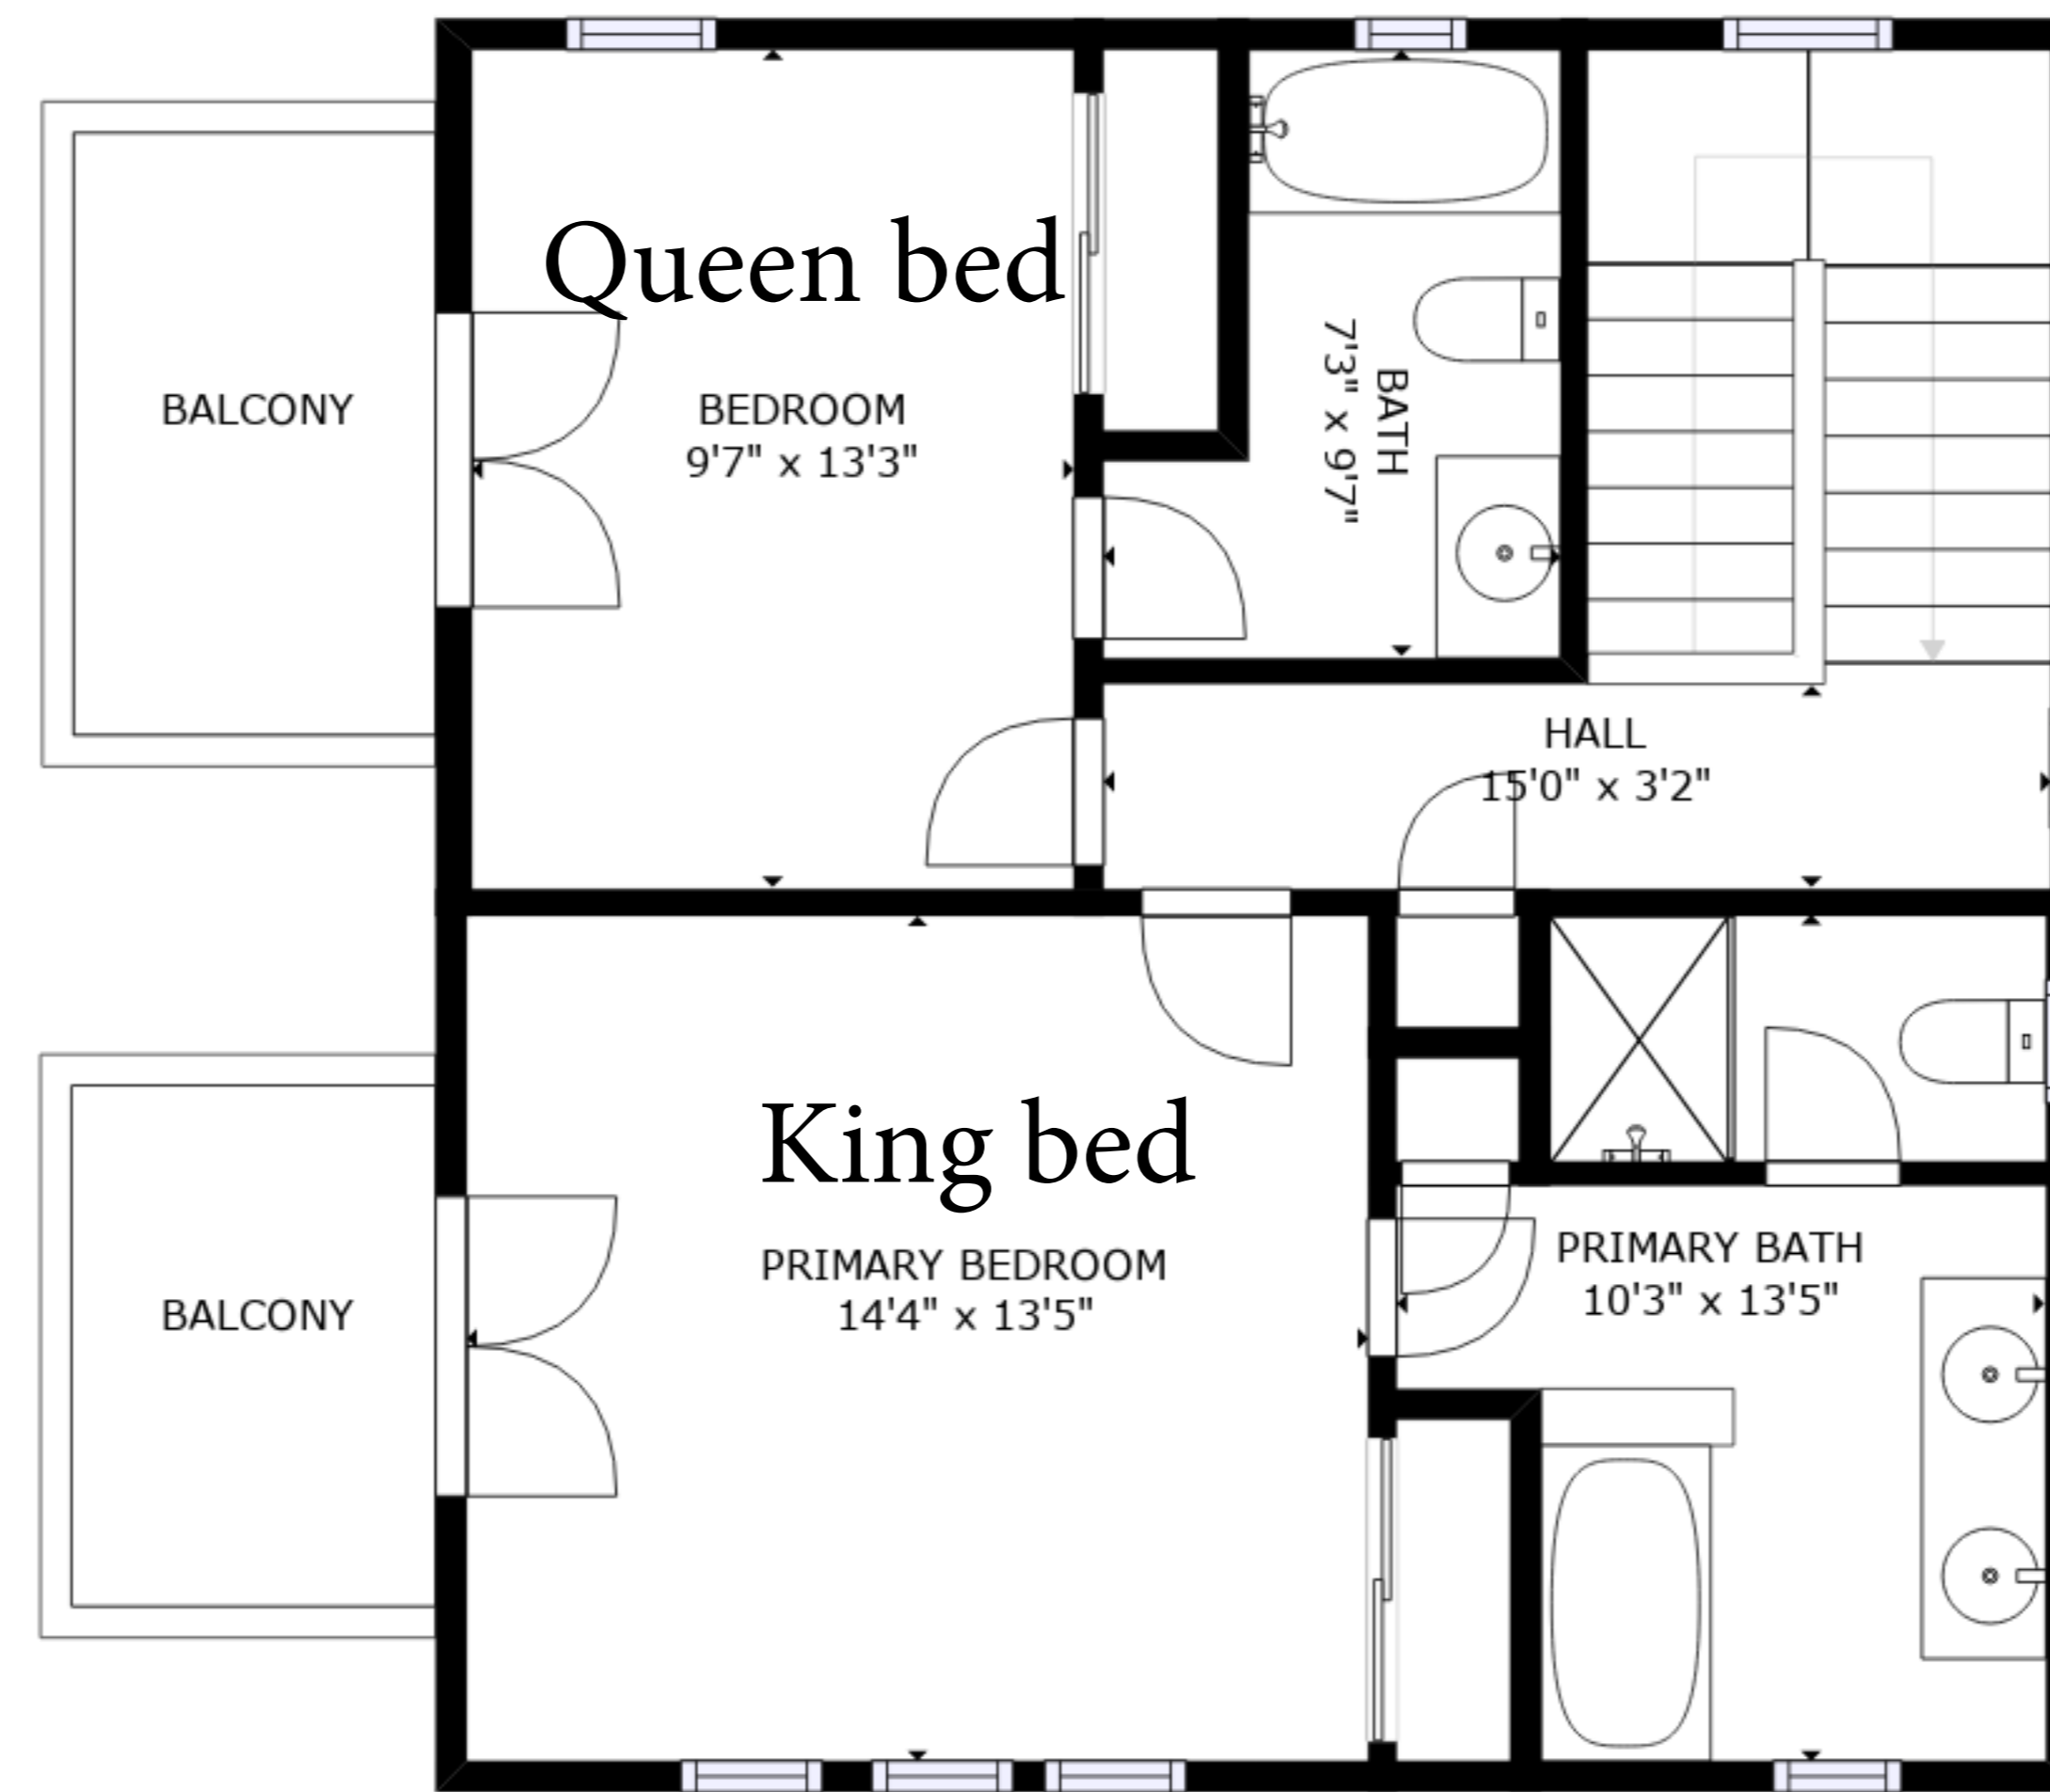 Queen bed
BALCONY
BEDROOM
9'7" x 13'3"
BATH
7'3" x 9'7"
HALL
15'0" x 3'2"
King bed
PRIMARY BEDROOM
14'4" x 13'5"
BALCONY
PRIMARY BATH
10'3" x 13'5"